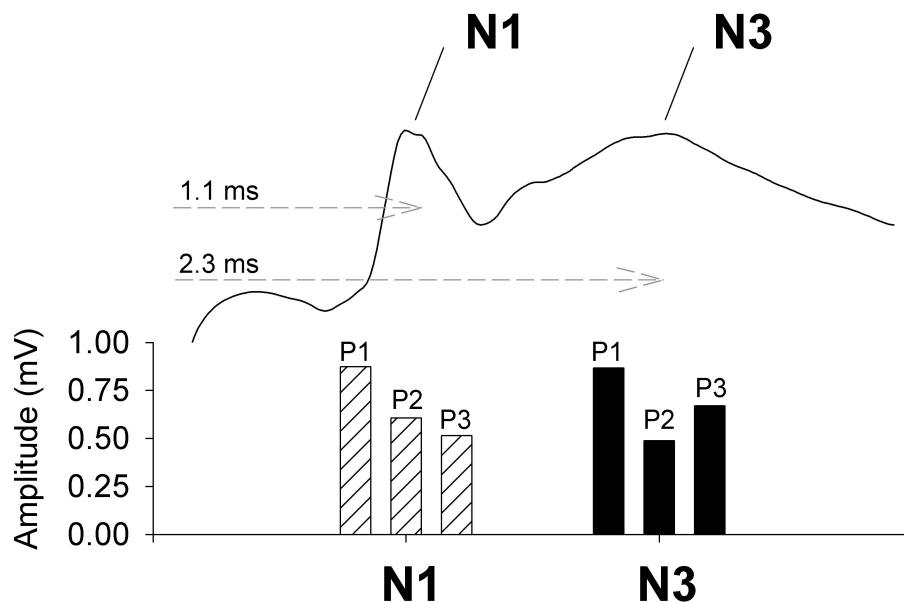 N1 N3
1.1 ms
2.3 ms
Amplitude (mV)
1.00
0.75
0.50
0.25
0.00
P1 P2 P3
P1 P2 P3
N1 N3